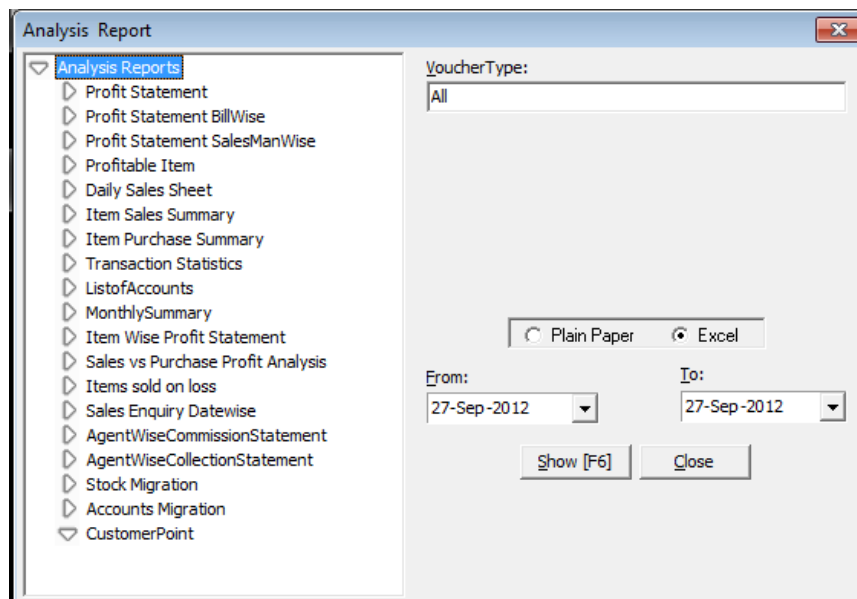 Analysis Report
Analysis Reports
Profit Statement
Profit Statement BillWise
Profit Statement SalesManWise
Profitable Item
Daily Sales Sheet
Item Sales Summary
Item Purchase Summary
Transaction Statistics
ListofAccounts
MonthlySummary
Item Wise Profit Statement
Sales vs Purchase Profit Analysis
Items sold on loss
Sales Enquiry Datewise
AgentWiseCommissionStatement
AgentWiseCollectionStatement
Stock Migration
Accounts Migration
CustomerPoint
VoucherType:
All
Plain Paper Excel
From: To:
27-Sep-2012 27-Sep-2012
Show [F6] Close